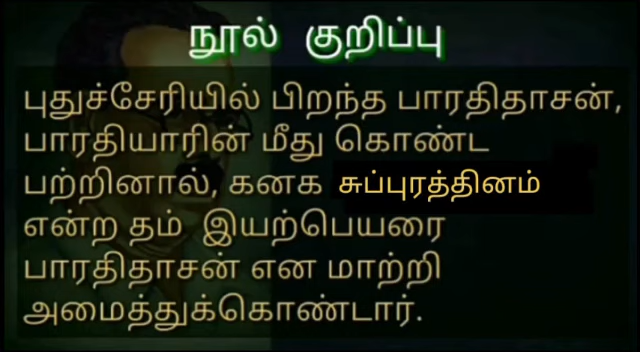 நூல் குறிப்பு
புதுச்சேரியில் பிறந்த பாரதிதாசன்,
பாரதியாரின் மீது கொண்ட
பற்றினால், கனக சுப்புரத்தினம்
என்ற தம் இயற்பெயரை
பாரதிதாசன் என மாற்றி
அமைத்துக்கொண்டார்.